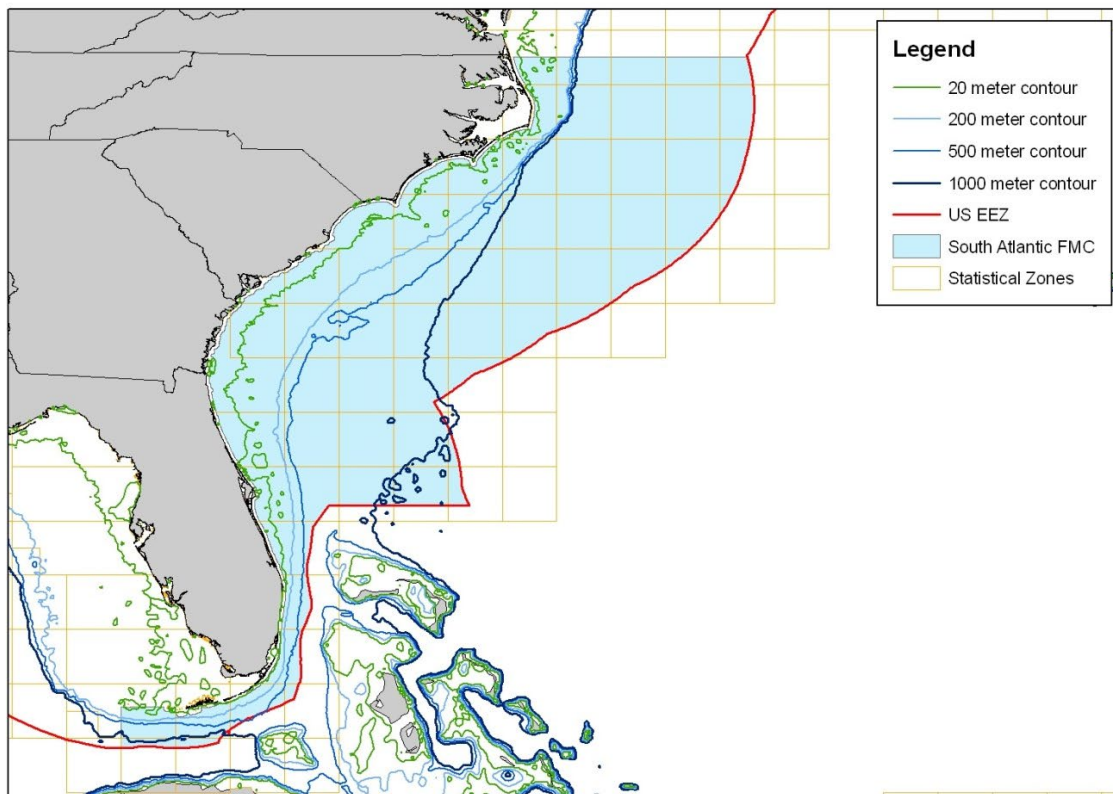 Legend
20 meter contour
200 meter contour
500 meter contour
1000 meter contour
US EEZ
South Atlantic FMC
Statistical Zones